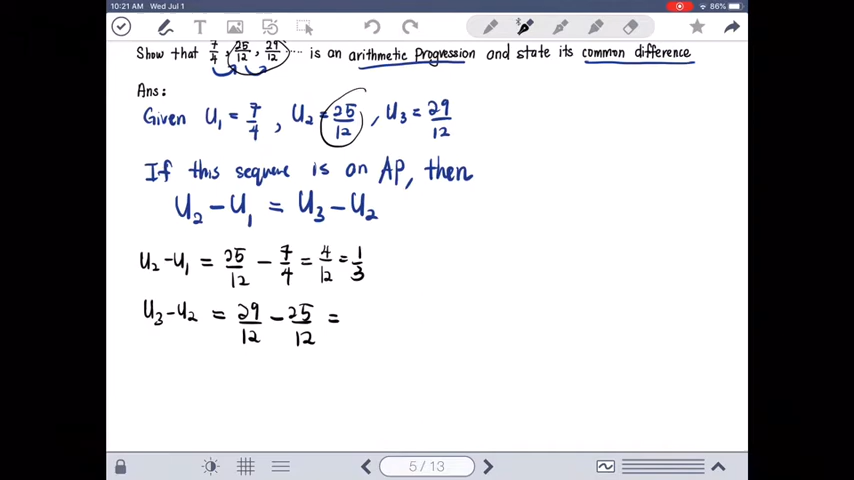 10:21 AM Wed Jul 1
86%
Show that 7/4, 25/12, 29/12 ..... is an arithmetic Progression and state its common difference
Ans:
Given U₁ = 7/4, U₂ = 25/12, U₃ = 29/12
If this sequence is an AP, then
U₂ - U₁ = U₃ - U₂
U₂ - U₁ = 25/12 - 7/4 = 4/12 = 1/3
U₃ - U₂ = 29/12 - 25/12 =
5 / 13